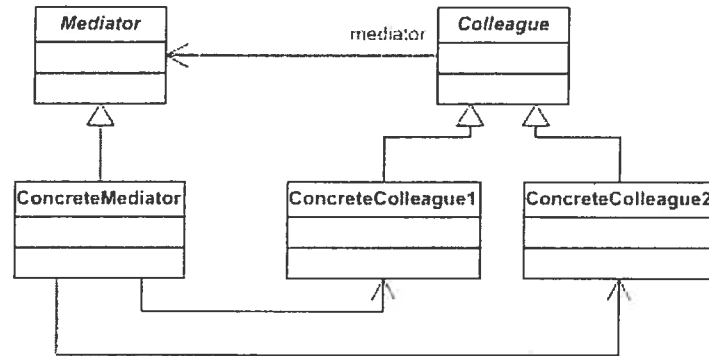 Mediator
Colleague
mediator
ConcreteMediator
ConcreteColleague1
ConcreteColleague2